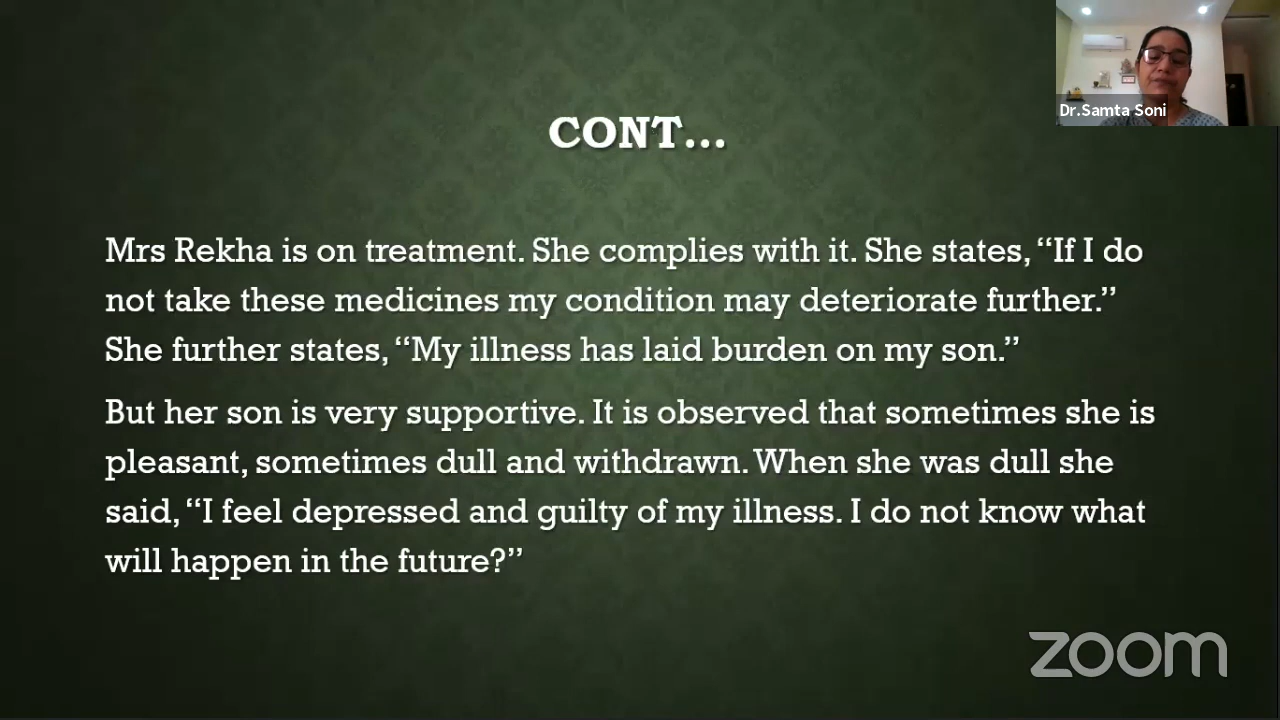 Dr.Samta Soni
CONT...
Mrs Rekha is on treatment. She complies with it. She states, “If I do
not take these medicines my condition may deteriorate further.”
She further states, “My illness has laid burden on my son.”
But her son is very supportive. It is observed that sometimes she is
pleasant, sometimes dull and withdrawn. When she was dull she
said, “I feel depressed and guilty of my illness. I do not know what
will happen in the future?”
zoom